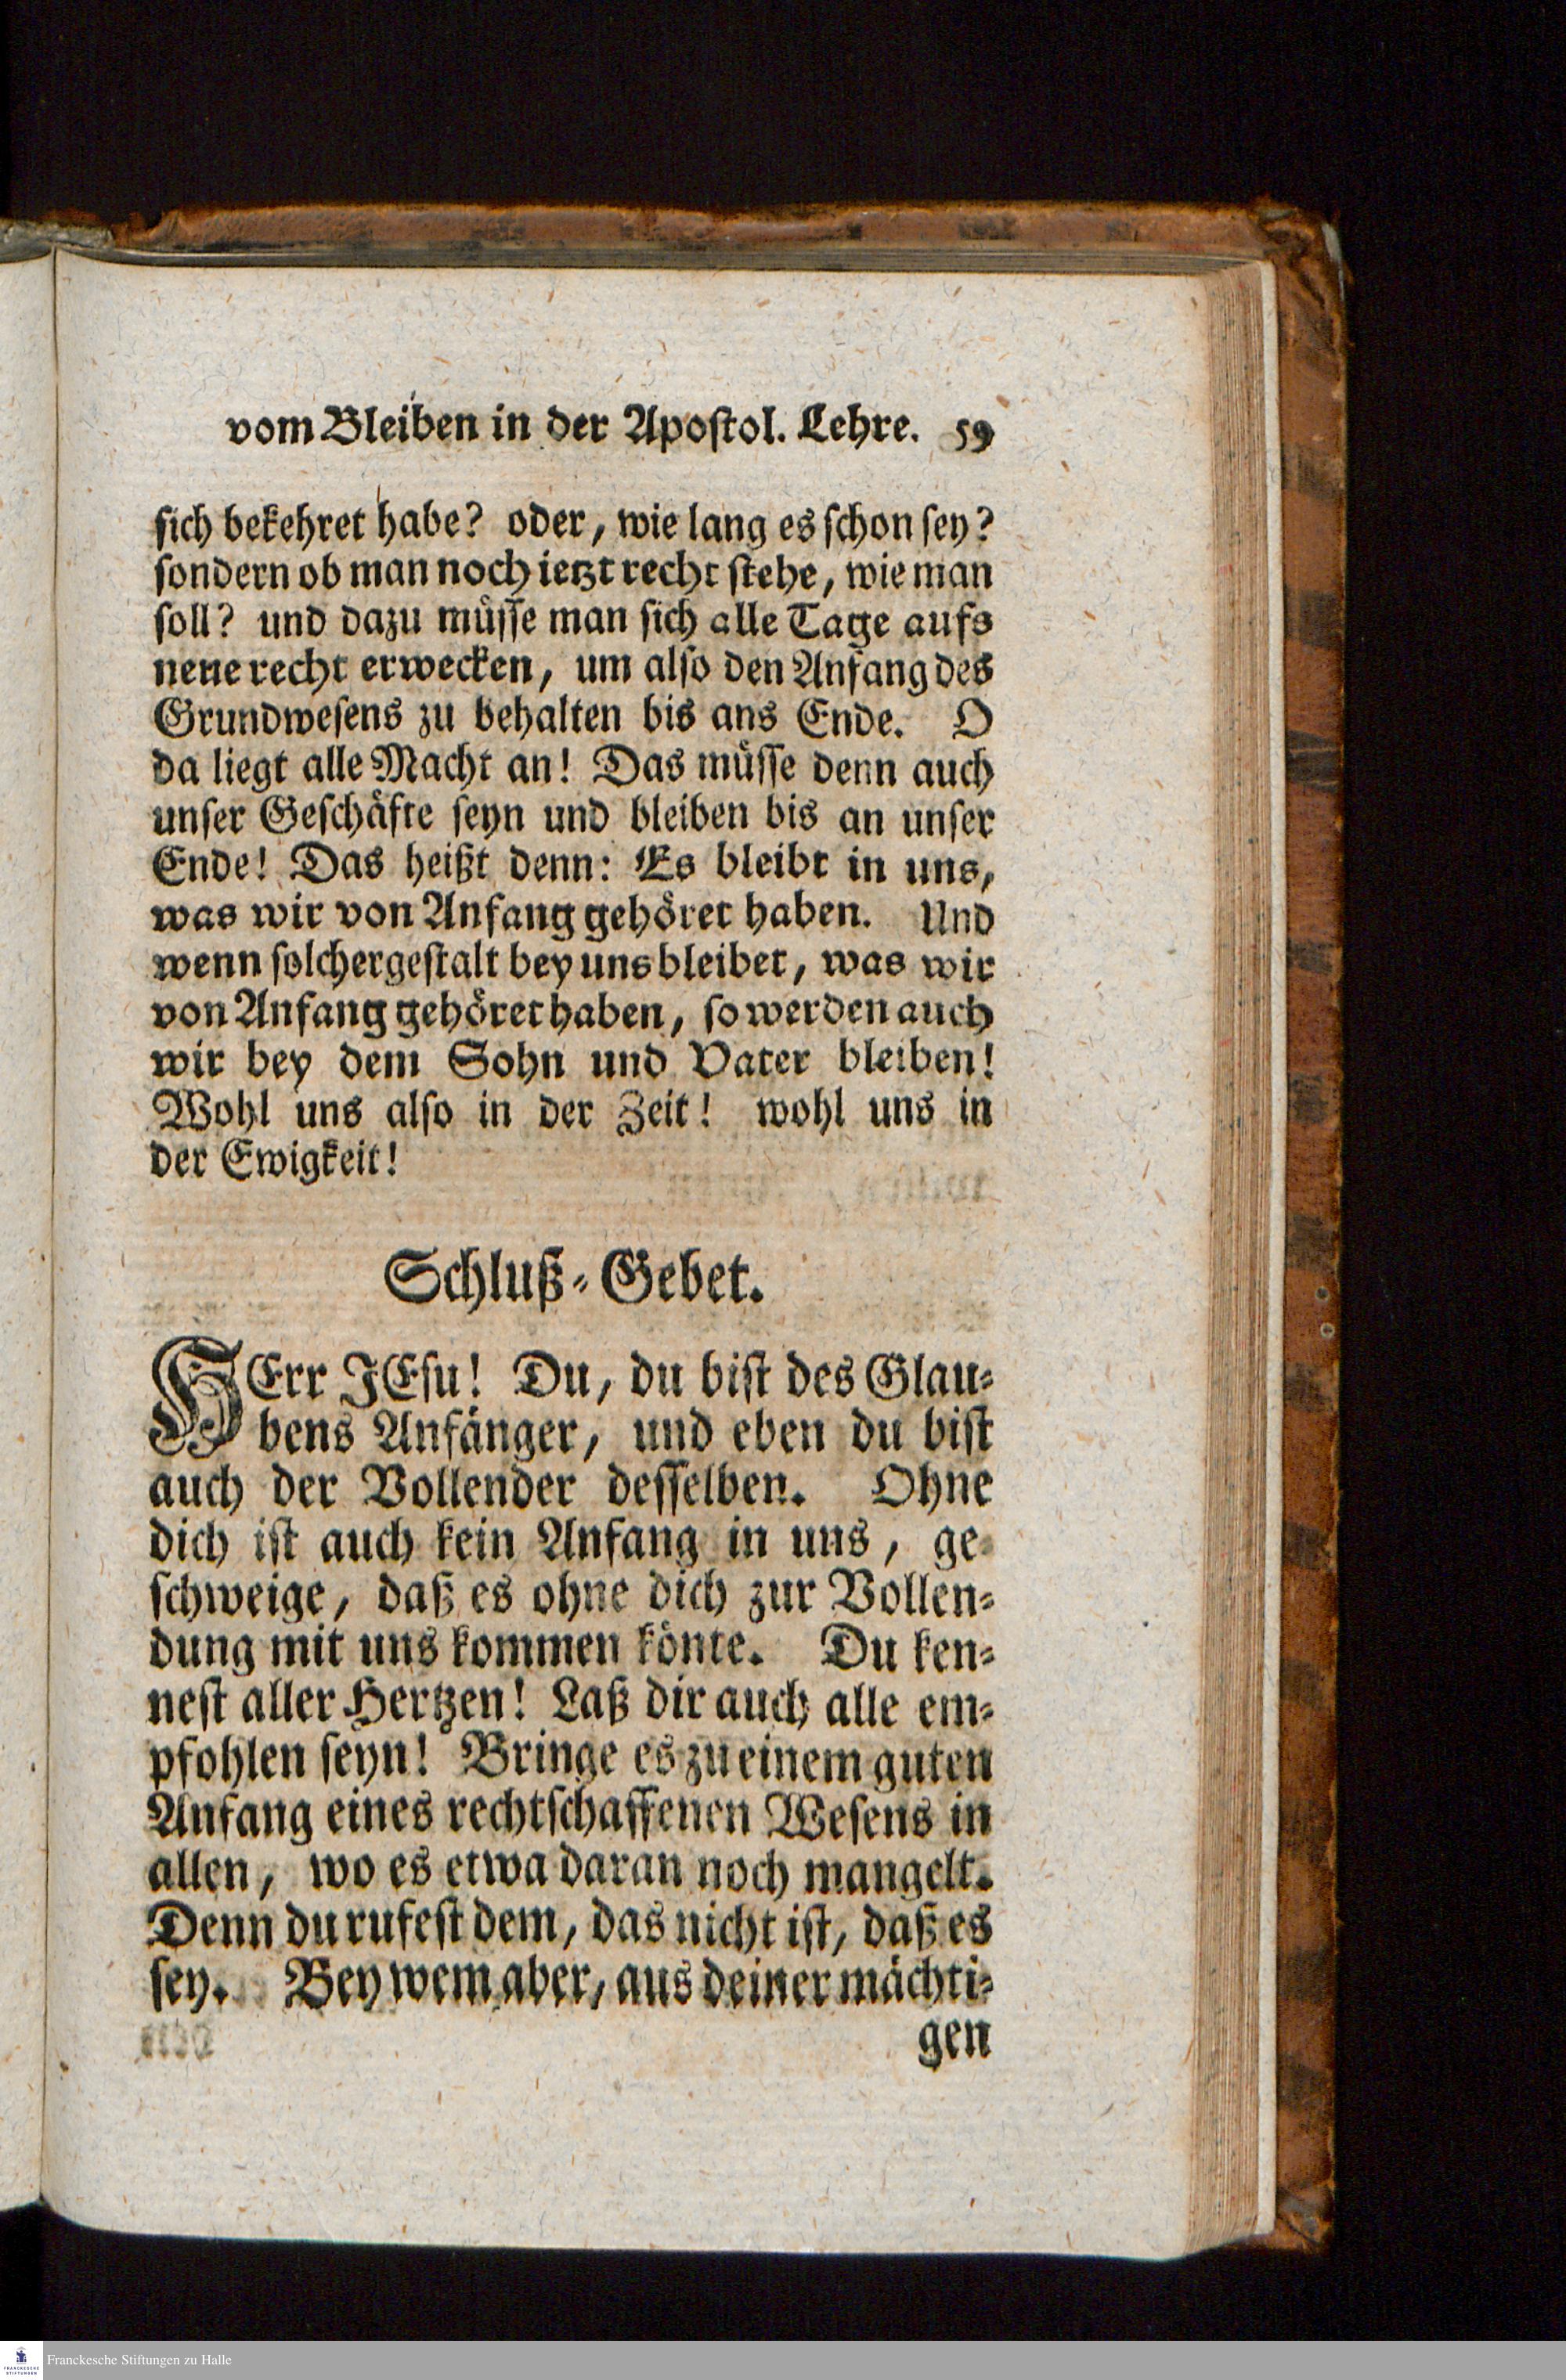 vom Bleiben in der Apostol. Lehre. 59
sich bekehret habe? oder, wie lang es schon sey?
sondern ob man noch ietzt recht stehe, wie man
soll? und dazu müsse man sich alle Tage aufs
neue recht erwecken, um also den Anfang des
Grundwesens zu behalten bis ans Ende. O
da liegt alle Macht an! Das müsse denn auch
unser Geschäfte seyn und bleiben bis an unser
Ende! Das heißt denn: Es bleibt in uns,
was wir von Anfang gehöret haben. Und
wenn solchergestalt bey uns bleibet, was wir
von Anfang gehöret haben, so werden auch
wir bey dem Sohn und Vater bleiben!
Wohl uns also in der Zeit! wohl uns in
der Ewigkeit!
Schluß-Gebet.
HErr JEsu! Du, du bist des Glau-
bens Anfänger, und eben du bist
auch der Vollender desselben. Ohne
dich ist auch kein Anfang in uns, ge-
schweige, daß es ohne dich zur Vollen-
dung mit uns kommen könte. Du ken-
nest aller Hertzen! Laß dir auch alle em-
pfohlen seyn! Bringe es zu einem guten
Anfang eines rechtschaffenen Wesens in
allen, wo es etwa daran noch mangelt.
Denn du rufest dem, das nicht ist, daß es
sey. Bey wem aber, aus deiner mächti-
gen
Franckesche Stiftungen zu Halle